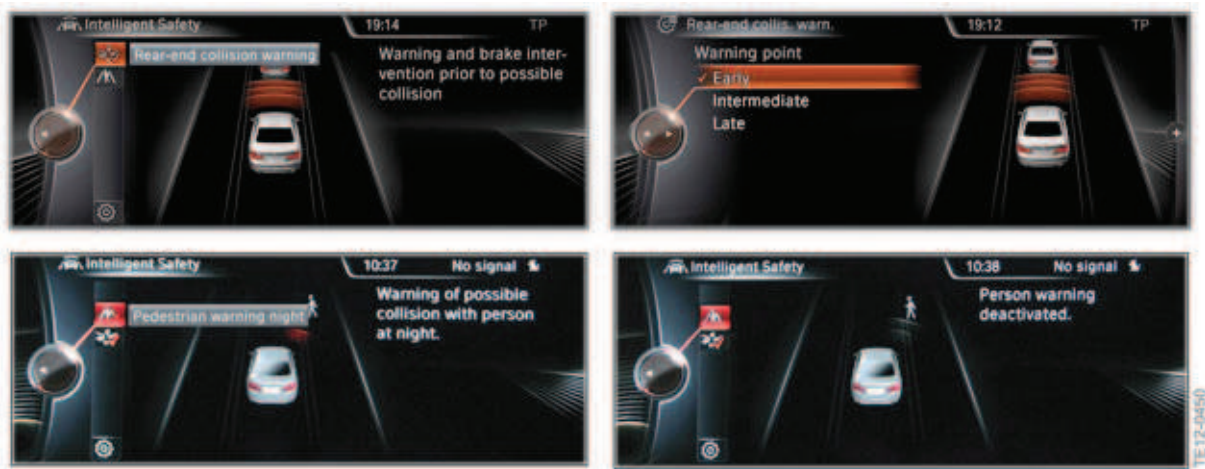 Intelligent Safety
19:14
TP
Rear-end collision warning
Warning and brake inter-
vention prior to possible
collision
Rear-end collis. warn.
19:12
TP
Warning point
✓ Early
Intermediate
Late
Intelligent Safety
10:37
No signal
Pedestrian warning night
Warning of possible
collision with person
at night.
Intelligent Safety
10:38
No signal
Person warning
deactivated.
TE12-0450